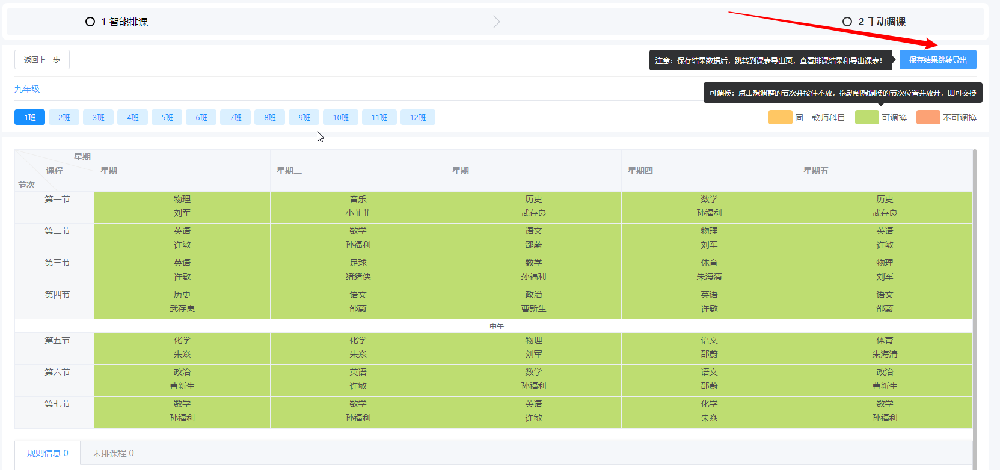 1 智能排课
2 手动调课
返回上一步
注意：保存结果数据后，跳转到课表导出页，查看排课结果和导出课表！
保存结果跳转导出
九年级
可调换：点击想调整的节次并按住不放，拖动到想调换的节次位置并放开，即可交换
1班 2班 3班 4班 5班 6班 7班 8班 9班 10班 11班 12班
同一教师科目 可调换 不可调换
星期
课程
节次
星期一 星期二 星期三 星期四 星期五
第一节 物理 音乐 历史 数学 历史
刘军 小菲菲 武存良 孙福利 武存良
第二节 英语 数学 语文 物理 英语
许敏 孙福利 邵蔚 刘军 许敏
第三节 英语 足球 数学 体育 物理
许敏 猪猪侠 孙福利 朱海清 刘军
第四节 历史 语文 政治 英语 语文
武存良 邵蔚 曹新生 许敏 邵蔚
中午
第五节 化学 化学 物理 语文 体育
朱焱 朱焱 刘军 邵蔚 朱海清
第六节 政治 英语 数学 语文 政治
曹新生 许敏 孙福利 邵蔚 曹新生
第七节 数学 数学 英语 化学 数学
孙福利 孙福利 许敏 朱焱 孙福利
规则信息 0 未排课程 0